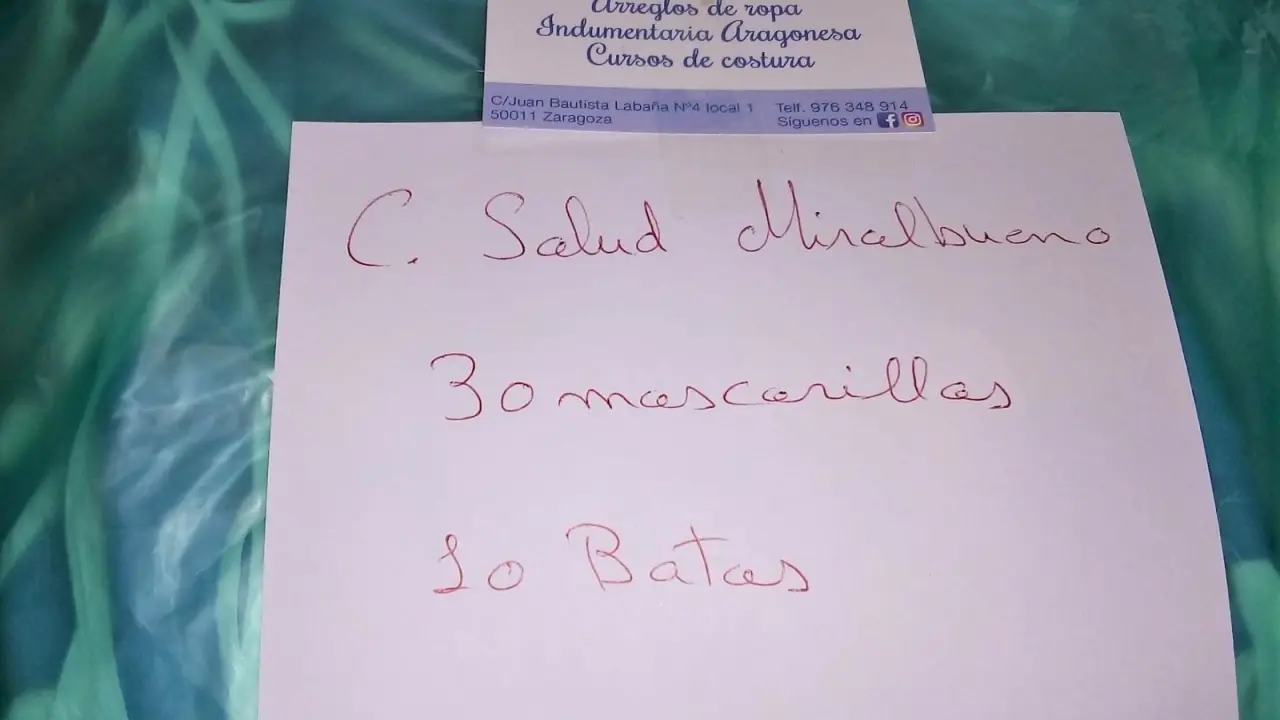 Arreglos de ropa
Indumentaria Aragonesa
Cursos de costura
C/Juan Bautista Labaña Nº4 local 1 Telf. 976 348 914
50011 Zaragoza Síguenos en
C. Salud Miralbueno
30 mascarillas
10 Batas